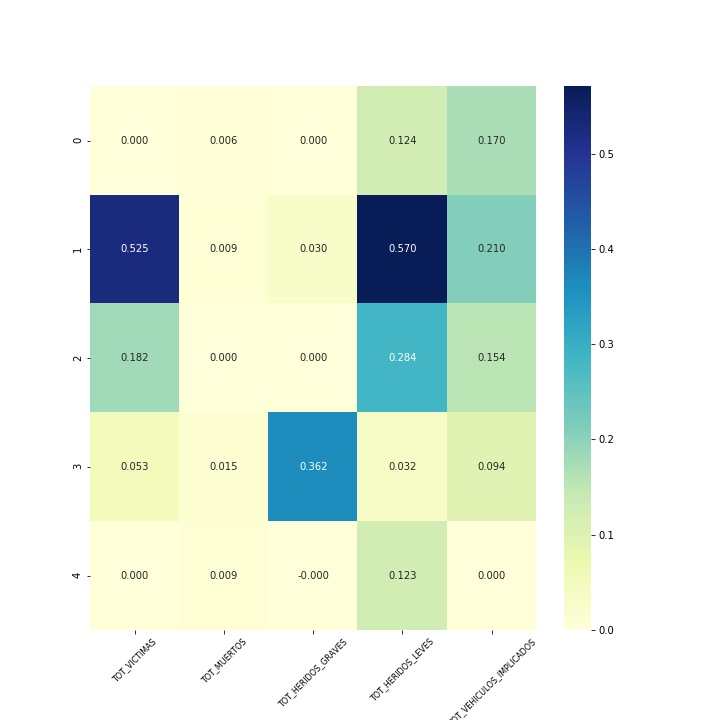 0 0.000 0.006 0.000 0.124 0.170
1 0.525 0.009 0.030 0.570 0.210
2 0.182 0.000 0.000 0.284 0.154
3 0.053 0.015 0.362 0.032 0.094
4 0.000 0.009 -0.000 0.123 0.000
TOT_VICTIMAS
TOT_MUERTOS
TOT_HERIDOS_GRAVES
TOT_HERIDOS_LEVES
OT_VEHICULOS_IMPLICADOS
0.5
0.4
0.3
0.2
0.1
0.0